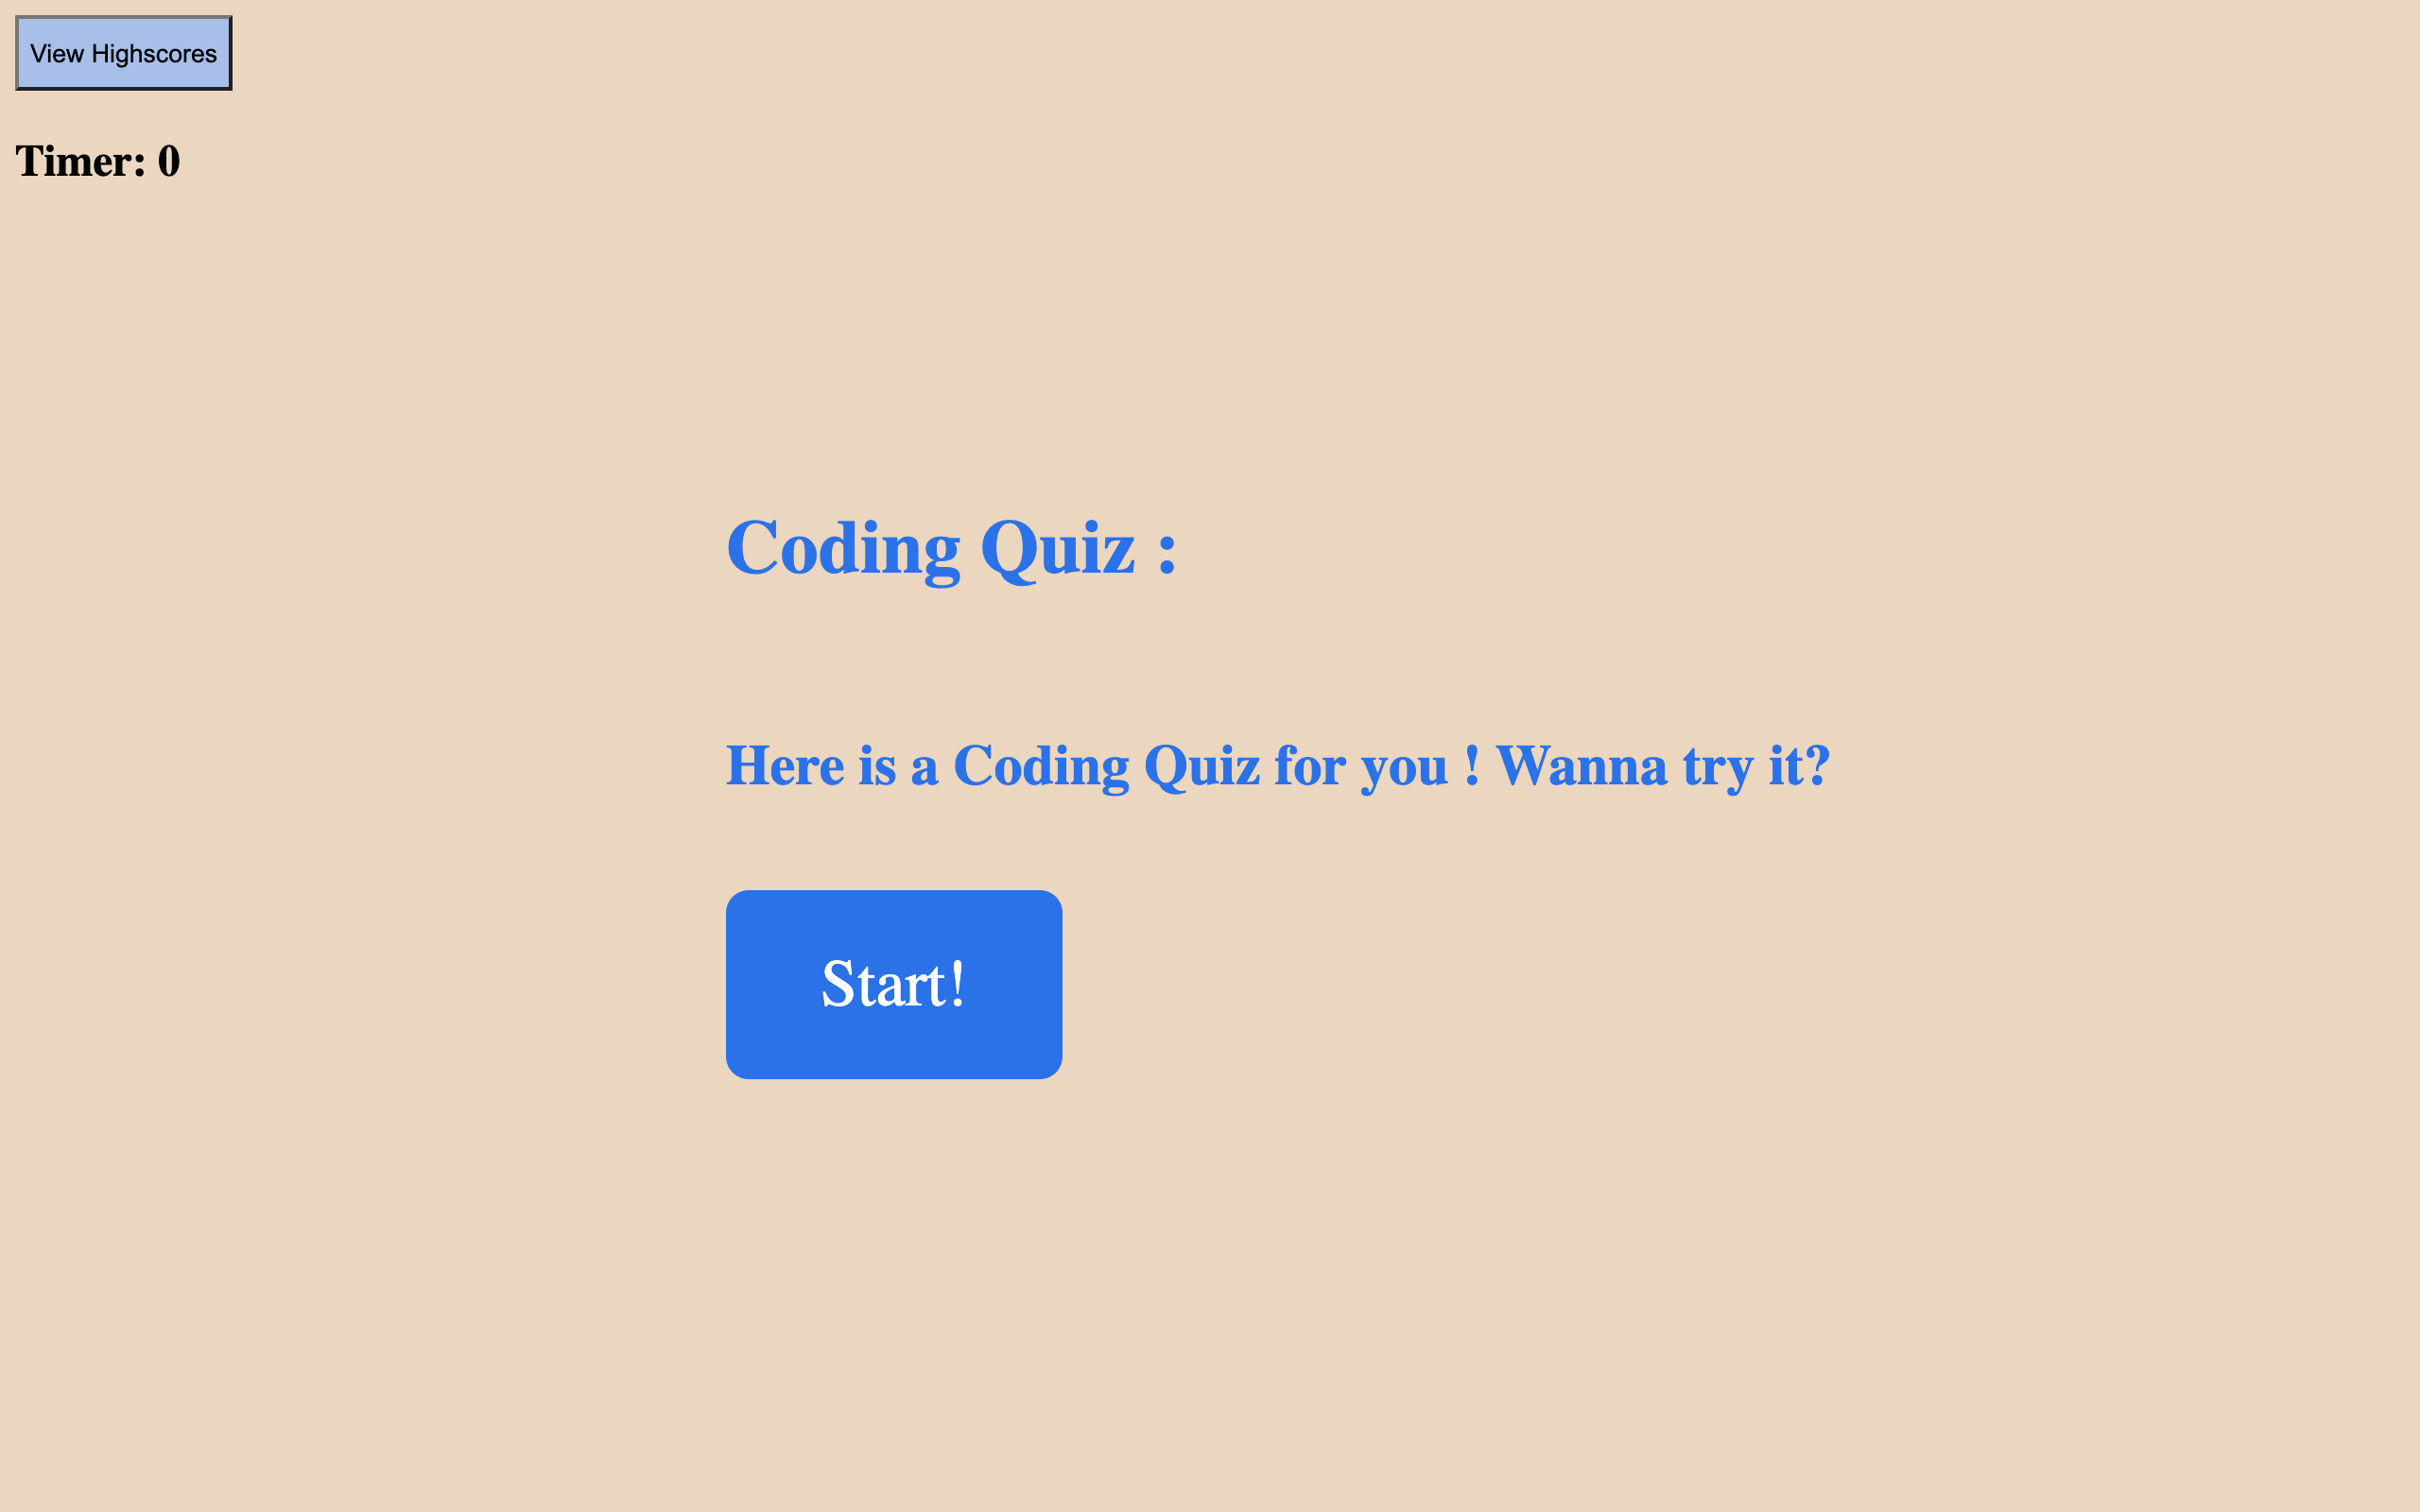 View Highscores
Timer: 0
Coding Quiz :
Here is a Coding Quiz for you ! Wanna try it?
Start!